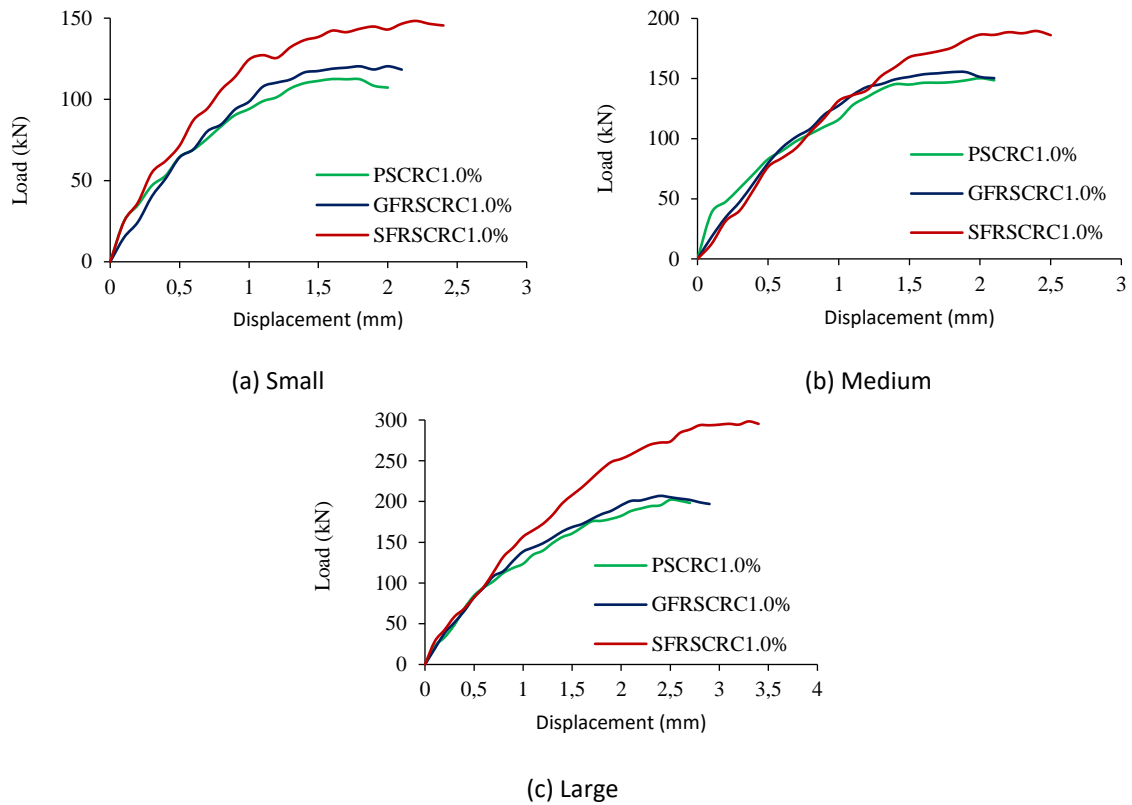 150
100
50
0
Load (kN)
PSCRC1.0%
GFRSCRC1.0%
SFRSCRC1.0%
0 0,5 1 1,5 2 2,5 3
Displacement (mm)
(a) Small
200
150
100
50
0
Load (kN)
PSCRC1.0%
GFRSCRC1.0%
SFRSCRC1.0%
0 0,5 1 1,5 2 2,5 3
Displacement (mm)
(b) Medium
300
250
200
150
100
50
0
Load (kN)
PSCRC1.0%
GFRSCRC1.0%
SFRSCRC1.0%
0 0,5 1 1,5 2 2,5 3 3,5 4
Displacement (mm)
(c) Large